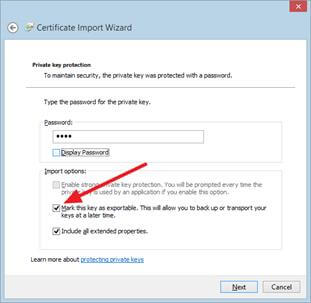 Certificate Import Wizard
Private key protection
To maintain security, the private key was protected with a password.
Type the password for the private key.
Password:
••••
Display Password
Import options:
Enable strong private key protection. You will be prompted every time the
private key is used by an application if you enable this option.
Mark this key as exportable. This will allow you to back up or transport your
keys at a later time.
Include all extended properties.
Learn more about protecting private keys
Next
Cancel